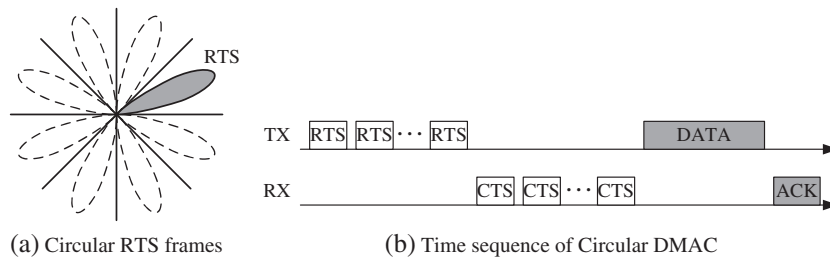 RTS
TX RTS RTS ··· RTS DATA
RX CTS CTS ··· CTS ACK
(a) Circular RTS frames
(b) Time sequence of Circular DMAC